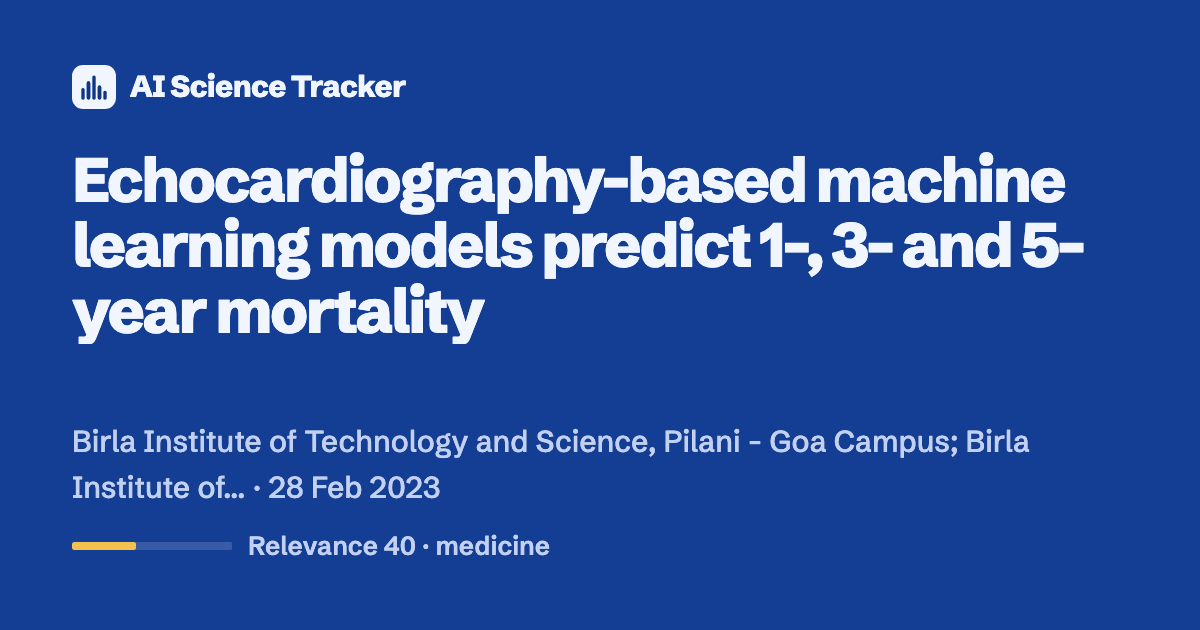 AI Science Tracker
Echocardiography-based machine
learning models predict 1-, 3- and 5-
year mortality
Birla Institute of Technology and Science, Pilani - Goa Campus; Birla
Institute of... · 28 Feb 2023
Relevance 40 · medicine